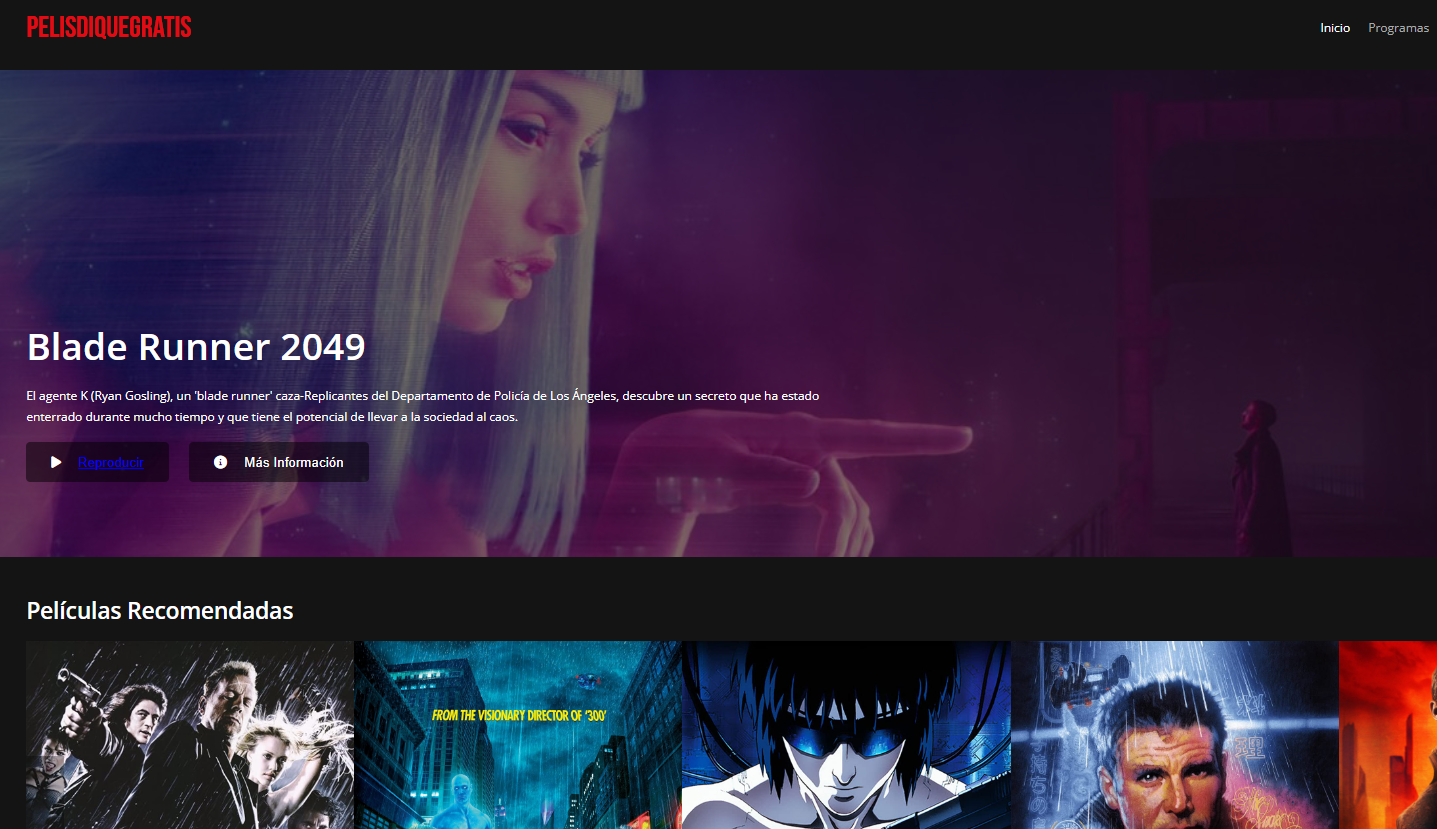 PELISDIQUEGRATIS
Inicio Programas
Blade Runner 2049
El agente K (Ryan Gosling), un 'blade runner' caza-Replicantes del Departamento de Policía de Los Ángeles, descubre un secreto que ha estado
enterrado durante mucho tiempo y que tiene el potencial de llevar a la sociedad al caos.
Reproducir Más Información
Películas Recomendadas
FROM THE VISIONARY DIRECTOR OF '300'